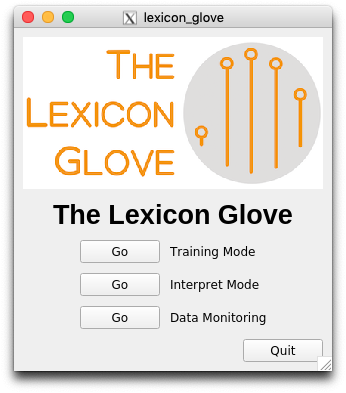 lexicon_glove
THE
LEXICON
GLOVE
The Lexicon Glove
Go Training Mode
Go Interpret Mode
Go Data Monitoring
Quit